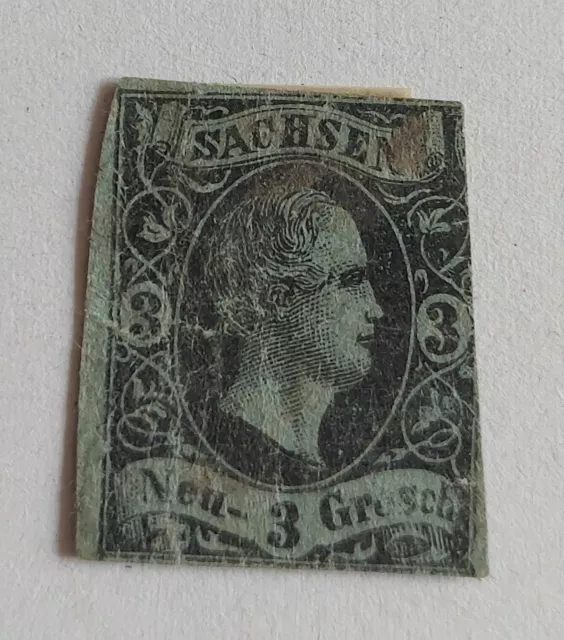 SACHSEN
3 3
Neu- 3 Grosch